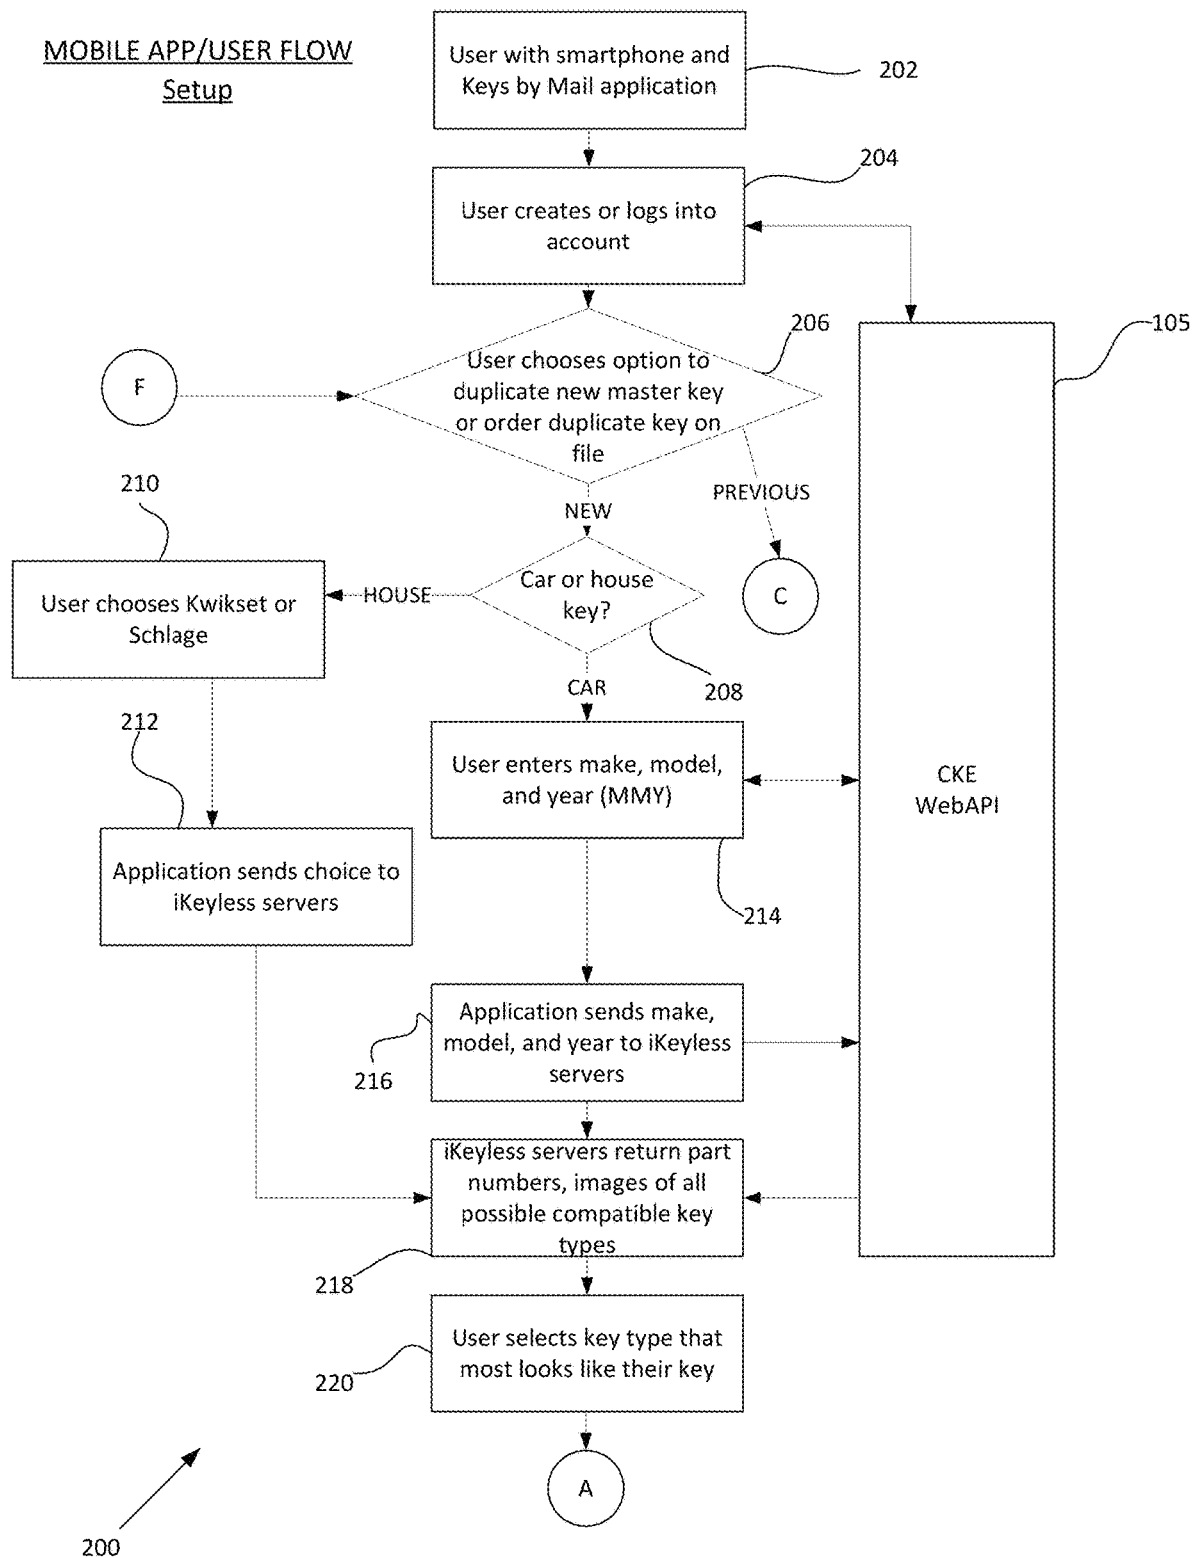 MOBILE APP/USER FLOW
Setup
User with smartphone and
Keys by Mail application
202
204
User creates or logs into
account
206
105
User chooses option to
duplicate new master key
or order duplicate key on
file
F
210
PREVIOUS
NEW
User chooses Kwikset or
Schlage
HOUSE
Car or house
key?
C
208
CAR
212
User enters make, model,
and year (MMY)
CKE
WebAPI
Application sends choice to
iKeyless servers
214
Application sends make,
model, and year to iKeyless
servers
216
iKeyless servers return part
numbers, images of all
possible compatible key
types
218
User selects key type that
most looks like their key
220
A
200